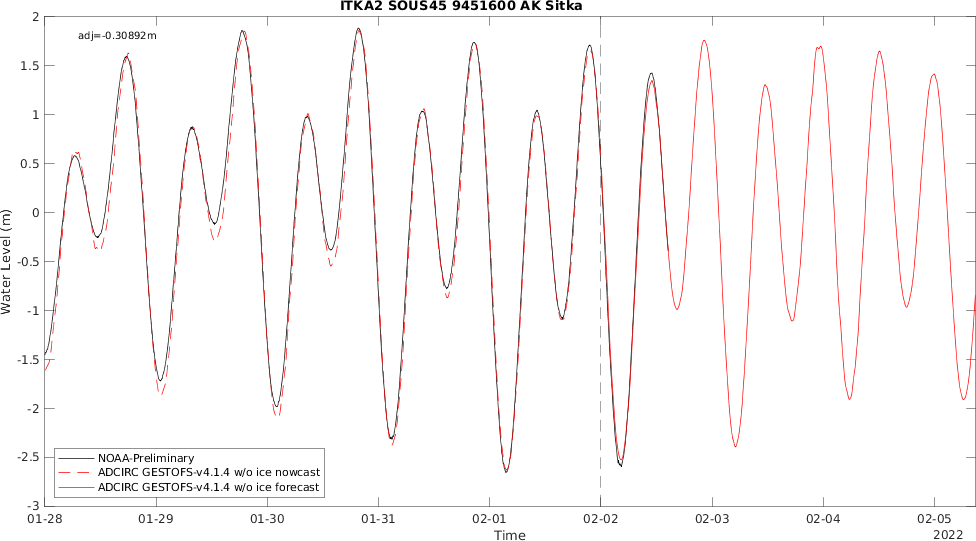 ITKA2 SOUS45 9451600 AK Sitka
adj=-0.30892m
2
1.5
1
0.5
0
-0.5
-1
-1.5
-2
-2.5
-3
Water Level (m)
NOAA-Preliminary
ADCIRC GESTOFS-v4.1.4 w/o ice nowcast
ADCIRC GESTOFS-v4.1.4 w/o ice forecast
01-28 01-29 01-30 01-31 02-01 02-02 02-03 02-04 02-05
Time
2022